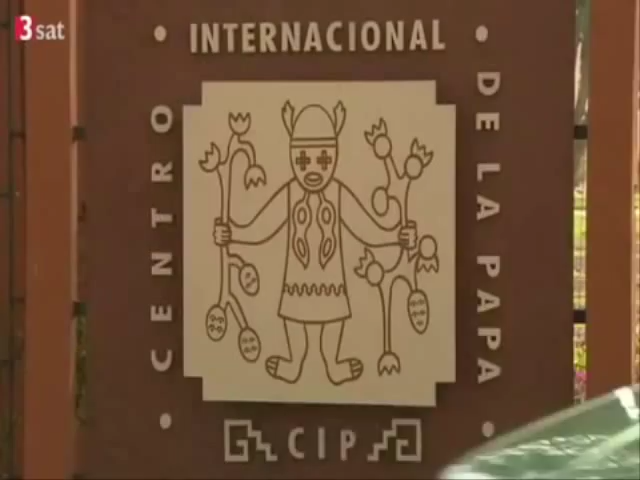 3sat
CENTRO
INTERNACIONAL
DE LA PAPA
CIP